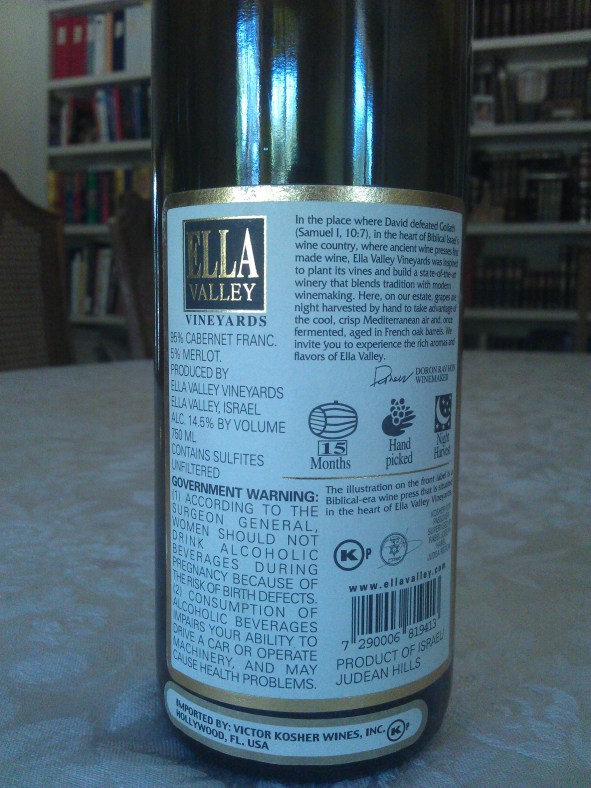 ELLA
VALLEY
VINEYARDS
95% CABERNET FRANC.
5% MERLOT.
PRODUCED BY
ELLA VALLEY VINEYARDS
ELLA VALLEY, ISRAEL
ALC. 14.5% BY VOLUME
750 ML
CONTAINS SULFITES
UNFILTERED
GOVERNMENT WARNING:
(1) ACCORDING TO THE
SURGEON GENERAL,
WOMEN SHOULD NOT
DRINK ALCOHOLIC
BEVERAGES DURING
PREGNANCY BECAUSE OF
THE RISK OF BIRTH DEFECTS.
(2) CONSUMPTION OF
ALCOHOLIC BEVERAGES
IMPAIRS YOUR ABILITY TO
DRIVE A CAR OR OPERATE
MACHINERY, AND MAY
CAUSE HEALTH PROBLEMS.
In the place where David defeated Goliath
(Samuel I, 10:7), in the heart of Biblical Israel's
wine country, where ancient wine presses first
made wine, Ella Valley Vineyards was inspired
to plant its vines and build a state-of-the-art
winery that blends tradition with modern
winemaking. Here, on our estate, grapes are
night harvested by hand to take advantage of
the cool, crisp Mediterranean air and, once
fermented, aged in French oak barrels. We
invite you to experience the rich aromas and
flavors of Ella Valley.
DORON RAV HON
WINEMAKER
15
Months
Hand
picked
Night
Harvest
The illustration on the front label is a
Biblical-era wine press that is situated
in the heart of Ella Valley Vineyards
K P
www.ellavalley.com
7 290006 819413
PRODUCT OF ISRAEL
JUDEAN HILLS
IMPORTED BY: VICTOR KOSHER WINES, INC. K P
HOLLYWOOD, FL. USA